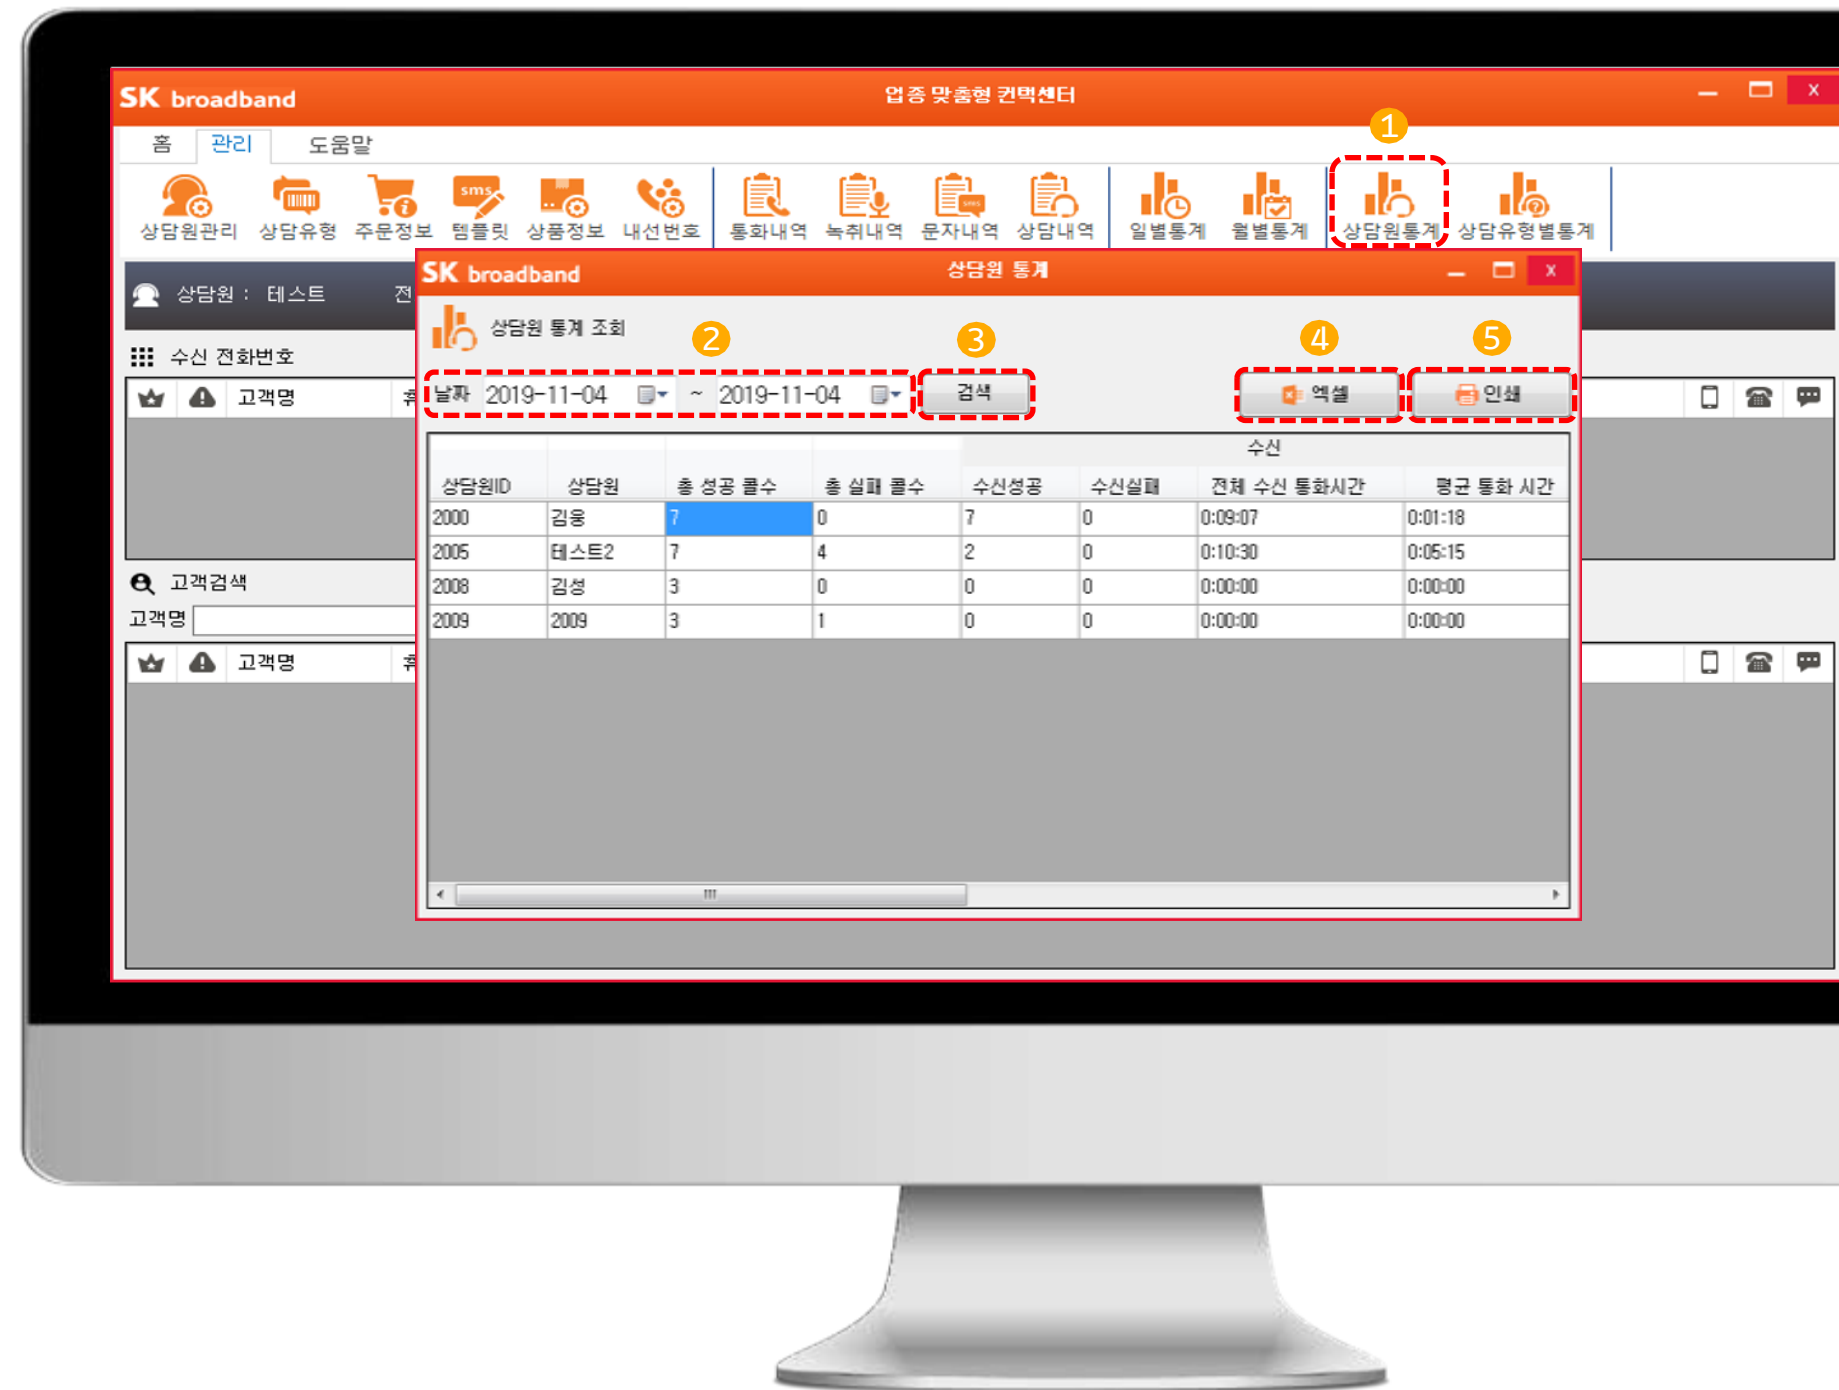 SK broadband 업종 맞춤형 컨택센터
홈 관리 도움말
1
상담원관리 상담유형 주문정보 템플릿 상품정보 내선번호 통화내역 녹취내역 문자내역 상담내역 일별통계 월별통계 상담원통계 상담유형별통계
상담원 : 테스트 전
SK broadband 상담원 통계
상담원 통계 조회
2 3 4 5
날짜 2019-11-04 ~ 2019-11-04 검색 엑셀 인쇄
수신 전화번호
고객명 휴
수신
상담원ID 상담원 총 성공 콜수 총 실패 콜수 수신성공 수신실패 전체 수신 통화시간 평균 통화 시간
2000 김웅 7 0 7 0 0:09:07 0:01:18
2005 테스트2 7 4 2 0 0:10:30 0:05:15
2008 김성 3 0 0 0 0:00:00 0:00:00
2009 2009 3 1 0 0 0:00:00 0:00:00
고객검색
고객명
고객명 휴